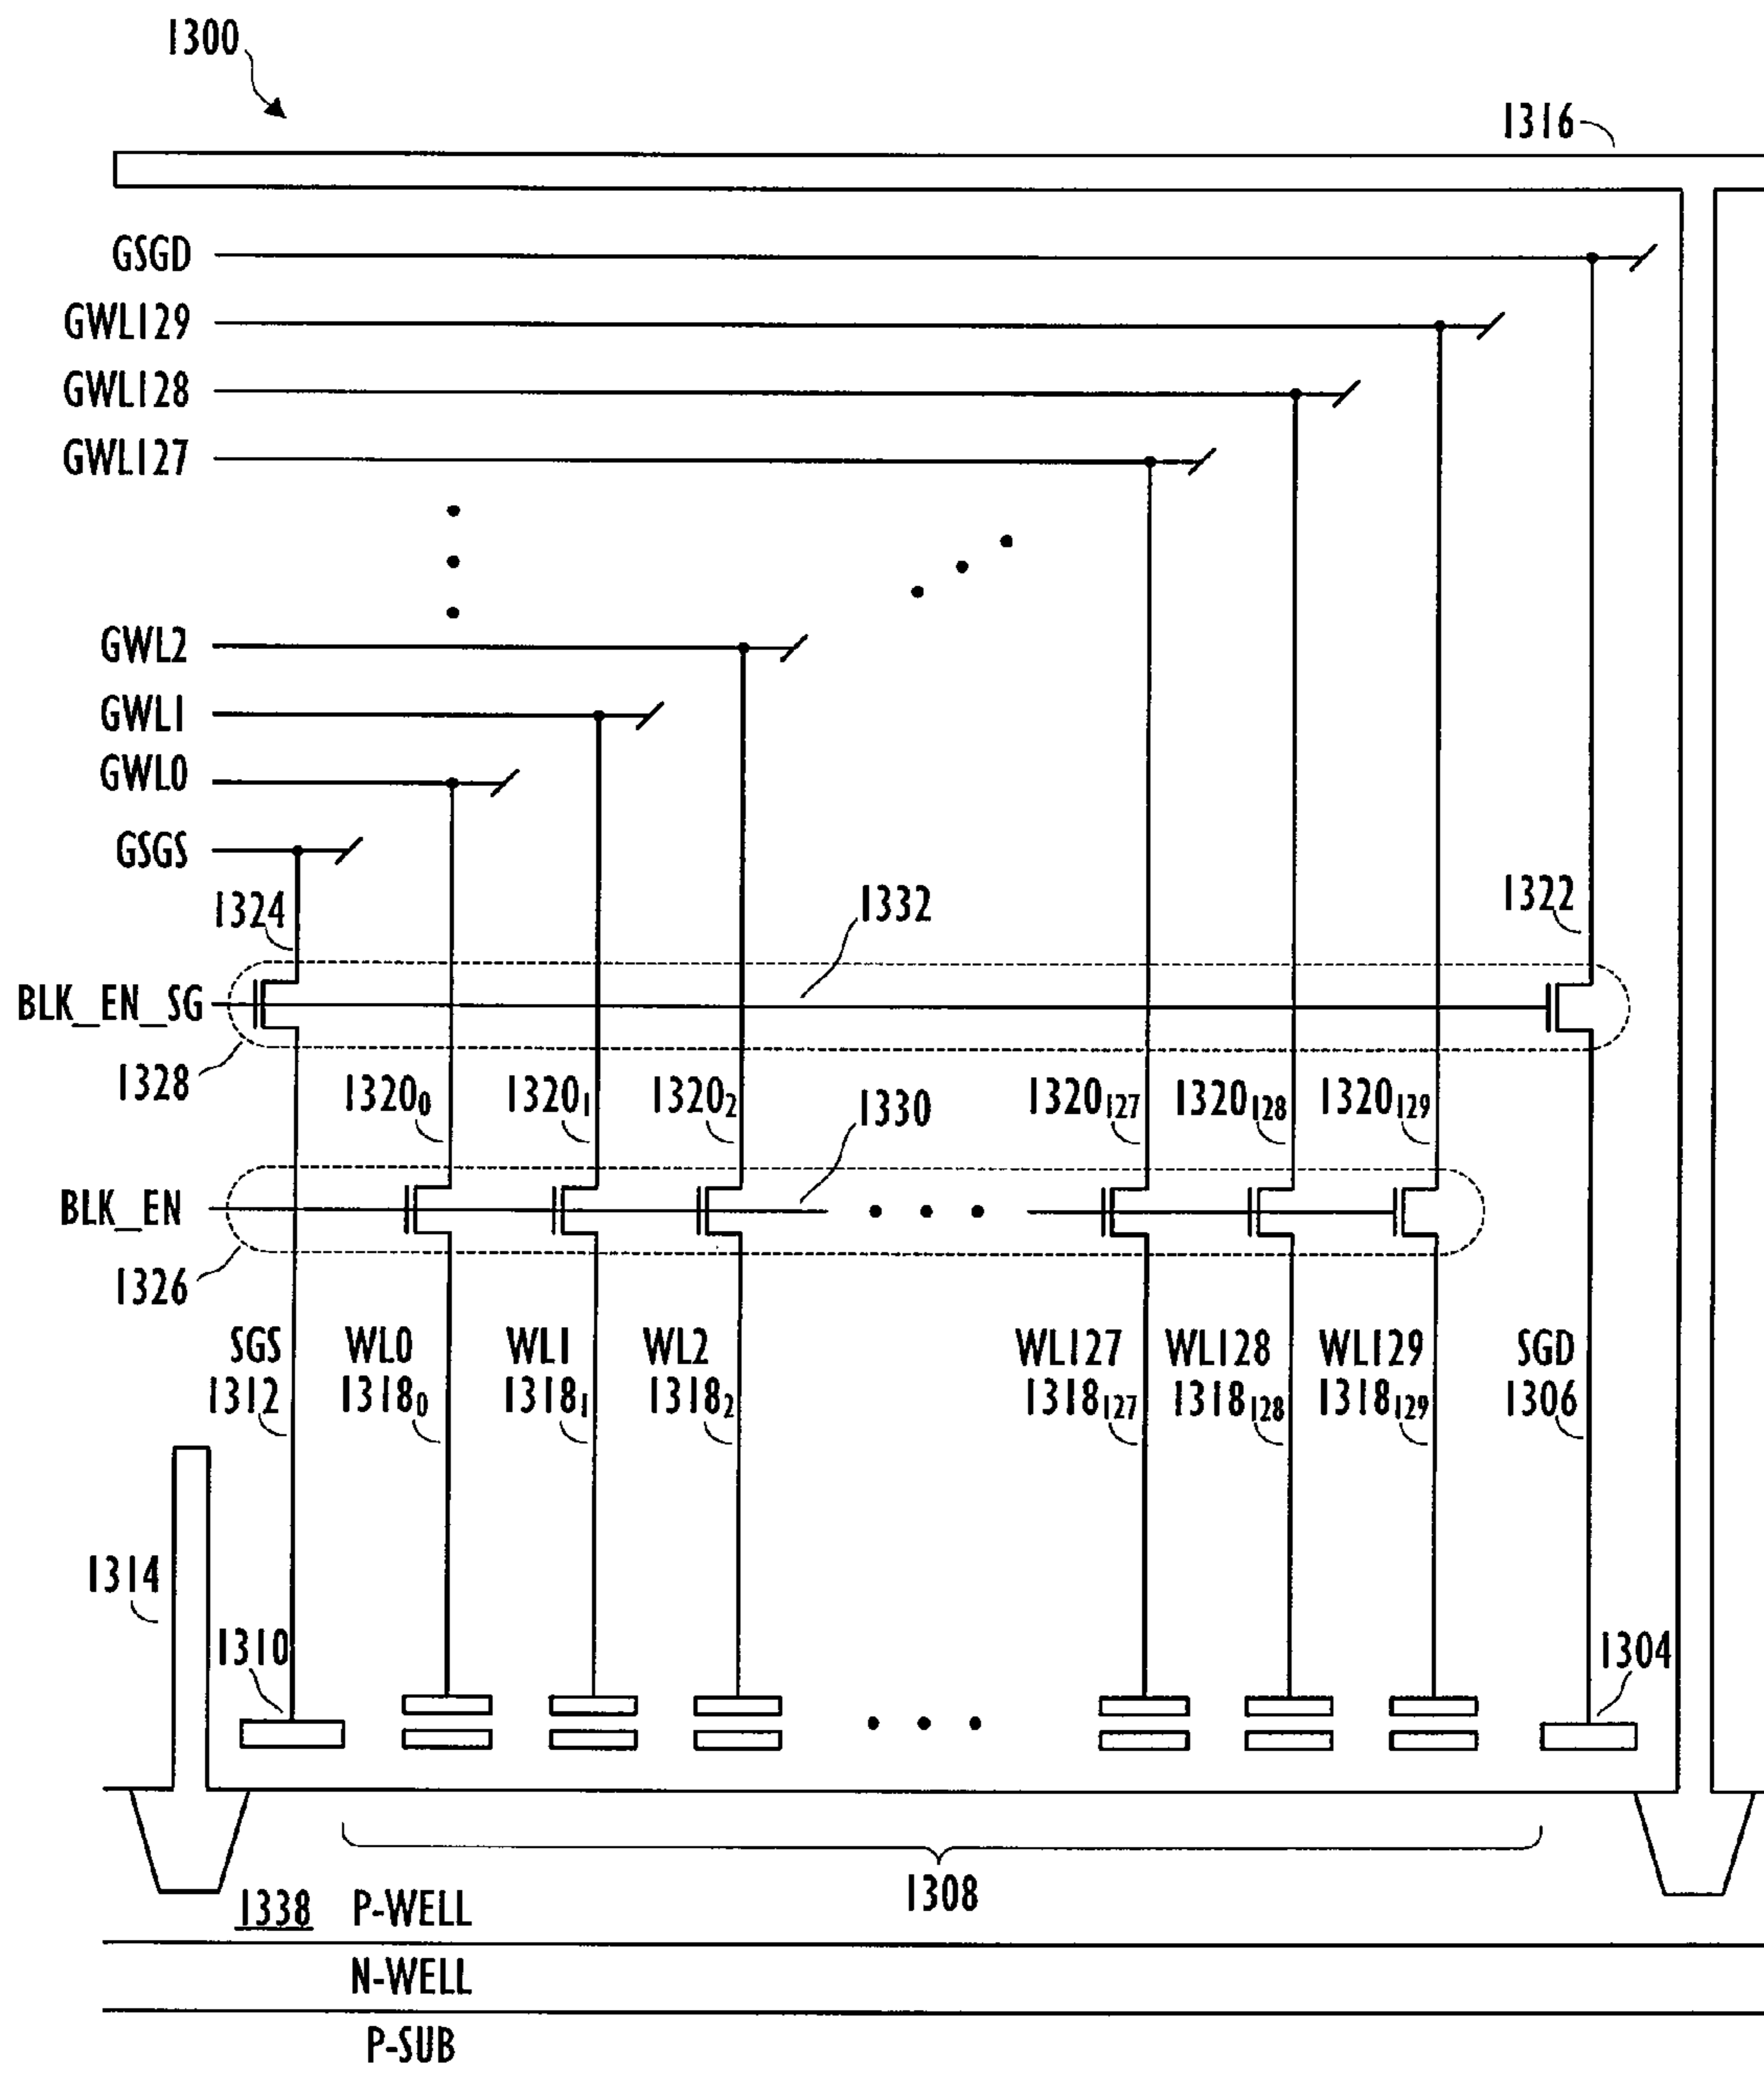 1300
1316
GSGD
GWL129
GWL128
GWL127
GWL2
GWL1
GWL0
GSGS
1324
1332
1322
BLK_EN_SG
1328
1320₀ 1320₁ 1320₂ 1330 1320₁₂₇ 1320₁₂₈ 1320₁₂₉
BLK_EN
1326
SGS WL0 WL1 WL2 WL127 WL128 WL129 SGD
1312 1318₀ 1318₁ 1318₂ 1318₁₂₇ 1318₁₂₈ 1318₁₂₉ 1306
1314
1310
1304
1308
1338 P-WELL
N-WELL
P-SUB